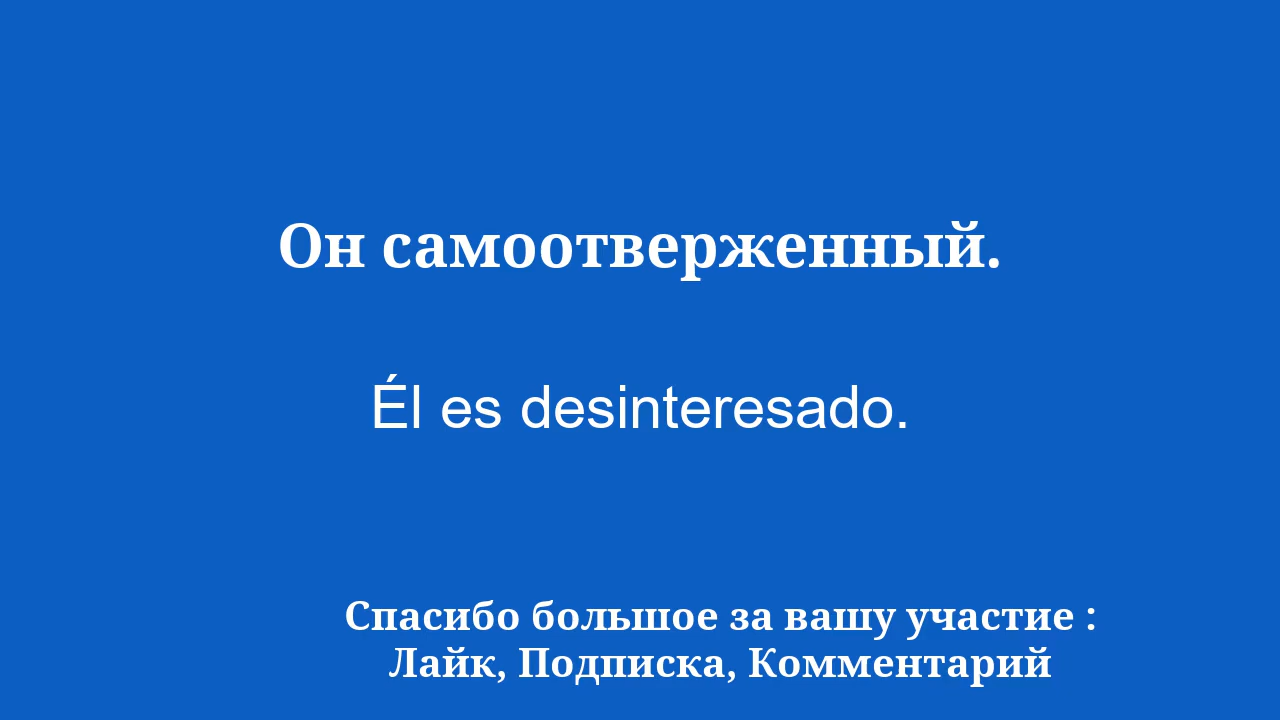 Он самоотверженный.
Él es desinteresado.
Спасибо большое за вашу участие :
Лайк, Подписка, Комментарий